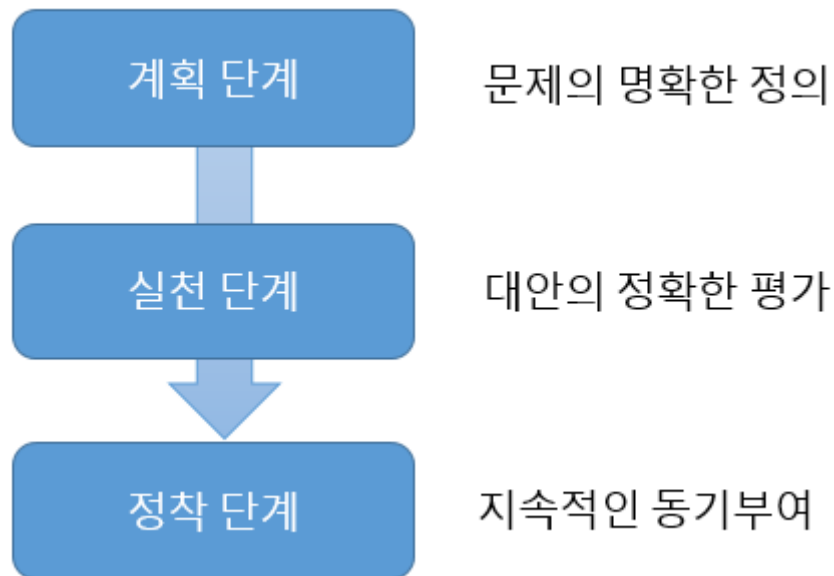 계획 단계
문제의 명확한 정의
실천 단계
대안의 정확한 평가
정착 단계
지속적인 동기부여